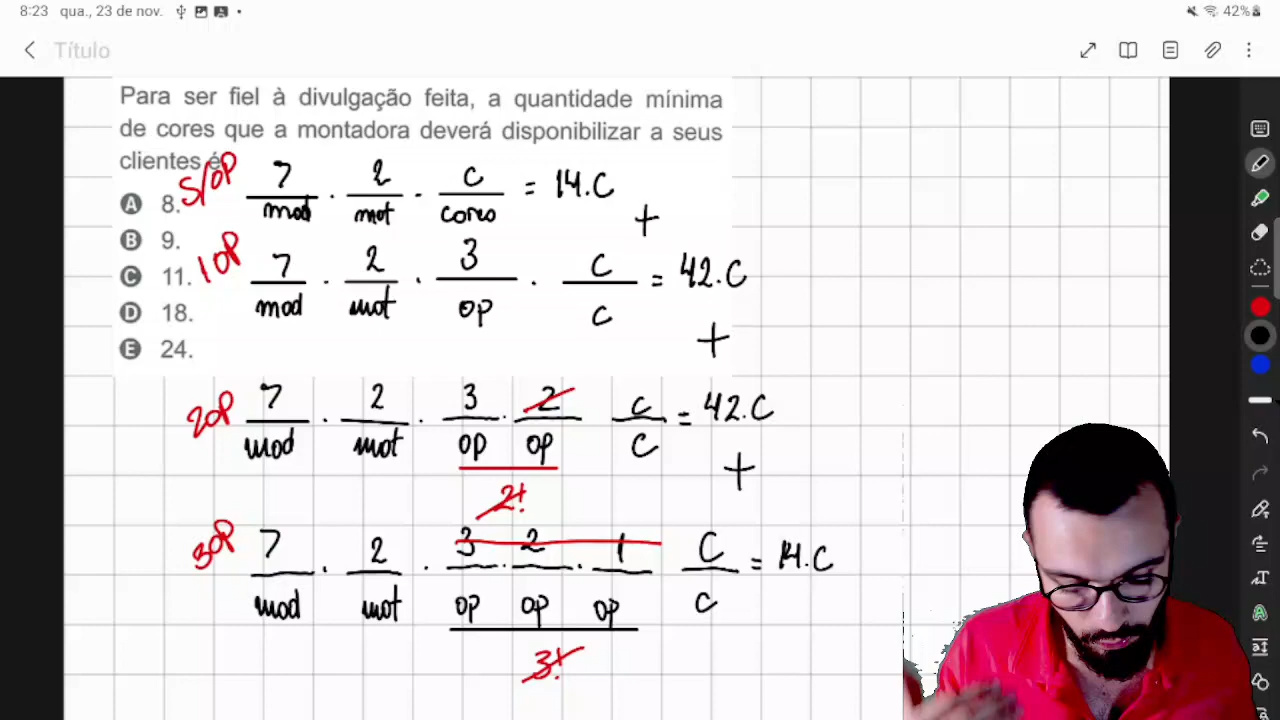 8:23 qua., 23 de nov. 42%
Título
Para ser fiel à divulgação feita, a quantidade mínima
de cores que a montadora deverá disponibilizar a seus
clientes é
A 8.
B 9.
C 11.
D 18.
E 24.
S/OP 7/mod . 2/mot . C/cores = 14.C
+
1OP 7/mod . 2/mot . 3/op . C/C = 42.C
+
2OP 7/mod . 2/mot . 3/op . 2/op C/C = 42.C
2!
+
3OP 7/mod . 2/mot . 3/op . 2/op . 1/op C/C = 14.C
3!